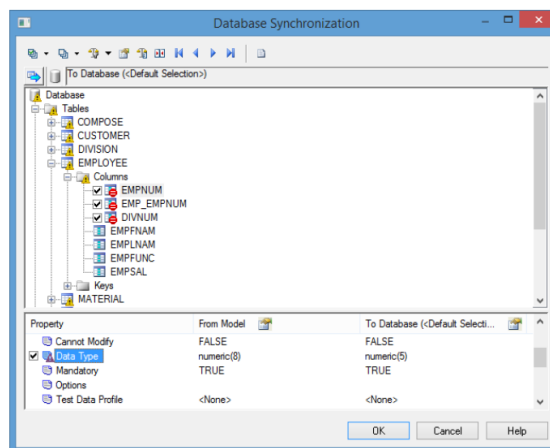 Database Synchronization
To Database (<Default Selection>)
Database
Tables
COMPOSE
CUSTOMER
DIVISION
EMPLOYEE
Columns
EMPNUM
EMP_EMPNUM
DIVNUM
EMPFNAM
EMPLNAM
EMPFUNC
EMPSAL
Keys
MATERIAL
Property From Model To Database (<Default Selecti...
Cannot Modify FALSE FALSE
Data Type numeric(8) numeric(5)
Mandatory TRUE TRUE
Options
Test Data Profile <None> <None>
OK Cancel Help